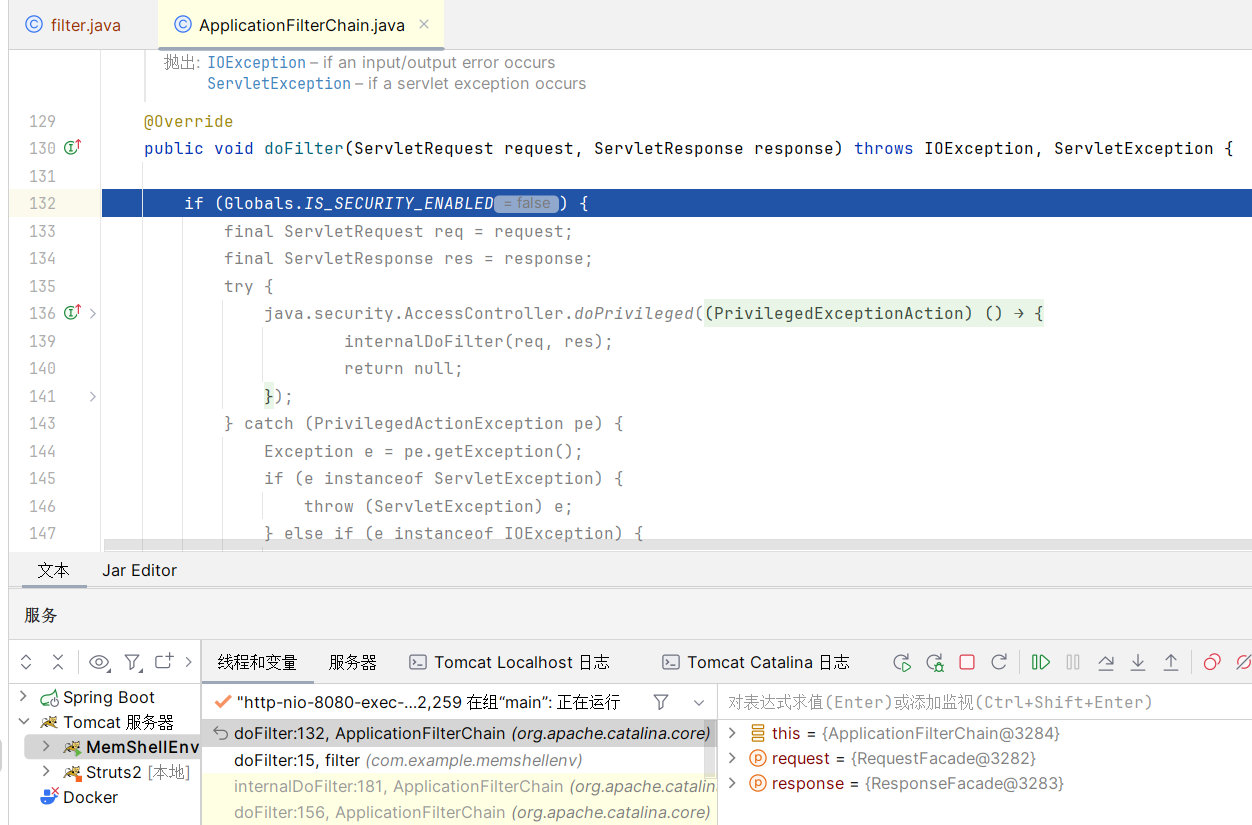 filter.java
ApplicationFilterChain.java
抛出: IOException – if an input/output error occurs
ServletException – if a servlet exception occurs
129 @Override
130 public void doFilter(ServletRequest request, ServletResponse response) throws IOException, ServletException {
131
132 if (Globals.IS_SECURITY_ENABLED = false ) {
133 final ServletRequest req = request;
134 final ServletResponse res = response;
135 try {
136 java.security.AccessController.doPrivileged((PrivilegedExceptionAction) () → {
139 internalDoFilter(req, res);
140 return null;
141 });
143 } catch (PrivilegedActionException pe) {
144 Exception e = pe.getException();
145 if (e instanceof ServletException) {
146 throw (ServletException) e;
147 } else if (e instanceof IOException) {
文本 Jar Editor
服务
线程和变量 服务器 Tomcat Localhost 日志 Tomcat Catalina 日志
Spring Boot
Tomcat 服务器
MemShellEnv
Struts2 [本地]
Docker
"http-nio-8080-exec-...2,259 在组“main”: 正在运行
doFilter:132, ApplicationFilterChain (org.apache.catalina.core)
doFilter:15, filter (com.example.memshellenv)
internalDoFilter:181, ApplicationFilterChain (org.apache.catalin
doFilter:156, ApplicationFilterChain (org.apache.catalina.core)
对表达式求值(Enter)或添加监视(Ctrl+Shift+Enter)
this = {ApplicationFilterChain@3284}
request = {RequestFacade@3282}
response = {ResponseFacade@3283}